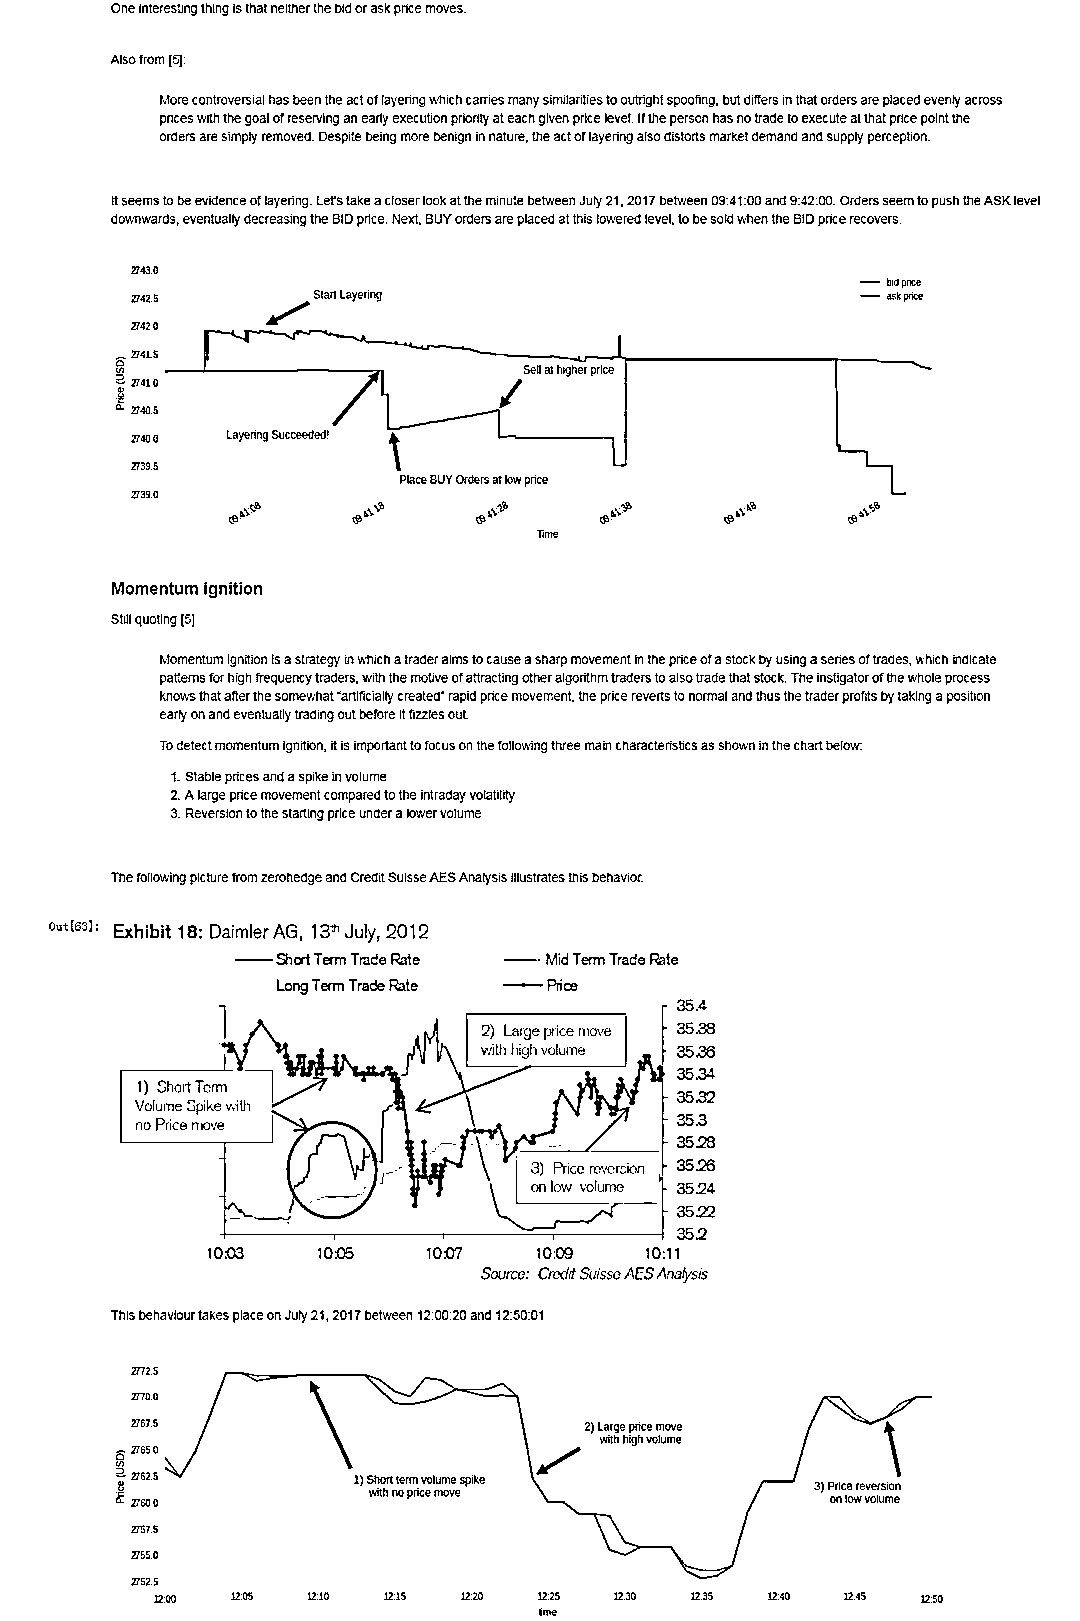 One interesting thing is that neither the bid or ask price moves.
Also from [5]:
More controversial has been the act of layering which carries many similarities to outright spoofing, but differs in that orders are placed evenly across
prices with the goal of reserving an early execution priority at each given price level. If the person has no trade to execute at that price point the
orders are simply removed. Despite being more benign in nature, the act of layering also distorts market demand and supply perception.
It seems to be evidence of layering. Let's take a closer look at the minute between July 21, 2017 between 09:41:00 and 9:42:00. Orders seem to push the ASK level
downwards, eventually decreasing the BID price. Next, BUY orders are placed at this lowered level, to be sold when the BID price recovers.
2743.0
2742.5
2742.0
2741.5
2741.0
2740.5
2740.0
2739.5
2739.0
Price (USD)
Start Layering
bid price
ask price
Sell at higher price
Layering Succeeded!
Place BUY Orders at low price
09:41:08
09:41:18
09:41:28
09:41:38
09:41:48
09:41:58
Time
Momentum ignition
Still quoting [5]
Momentum Ignition is a strategy in which a trader aims to cause a sharp movement in the price of a stock by using a series of trades, which indicate
patterns for high frequency traders, with the motive of attracting other algorithm traders to also trade that stock. The instigator of the whole process
knows that after the somewhat "artificially created" rapid price movement, the price reverts to normal and thus the trader profits by taking a position
early on and eventually trading out before it fizzles out.
To detect momentum ignition, it is important to focus on the following three main characteristics as shown in the chart below:
1. Stable prices and a spike in volume
2. A large price movement compared to the intraday volatility
3. Reversion to the starting price under a lower volume
The following picture from zerohedge and Credit Suisse AES Analysis illustrates this behavior.
Out[63]:
Exhibit 18: Daimler AG, 13th July, 2012
Short Term Trade Rate
Mid Term Trade Rate
Long Term Trade Rate
Price
35.4
35.38
35.36
35.34
35.32
35.3
35.28
35.26
35.24
35.22
35.2
2) Large price move
with high volume
1) Short Term
Volume Spike with
no Price move
3) Price reversion
on low volume
10:03
10:05
10:07
10:09
10:11
Source: Credit Suisse AES Analysis
This behaviour takes place on July 21, 2017 between 12:00:20 and 12:50:01
2772.5
2770.0
2767.5
2765.0
2762.5
2760.0
2757.5
2755.0
2752.5
Price (USD)
2) Large price move
with high volume
1) Short term volume spike
with no price move
3) Price reversion
on low volume
12:00
12:05
12:10
12:15
12:20
12:25
12:30
12:35
12:40
12:45
12:50
time